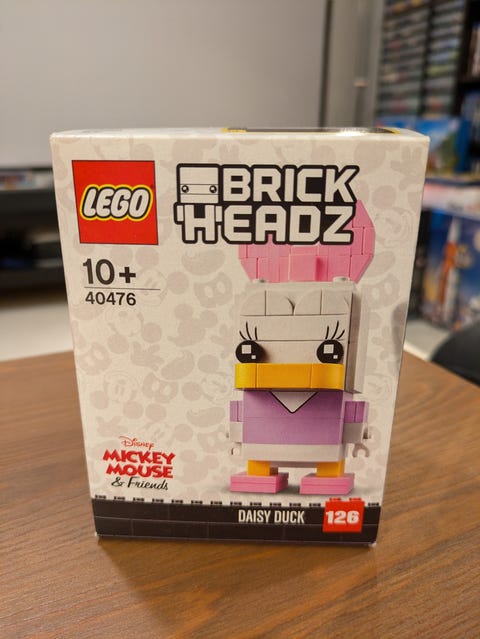 LEGO
BRICK
HEADZ
10+
40476
Disney
MICKEY
MOUSE
& Friends
DAISY DUCK
126